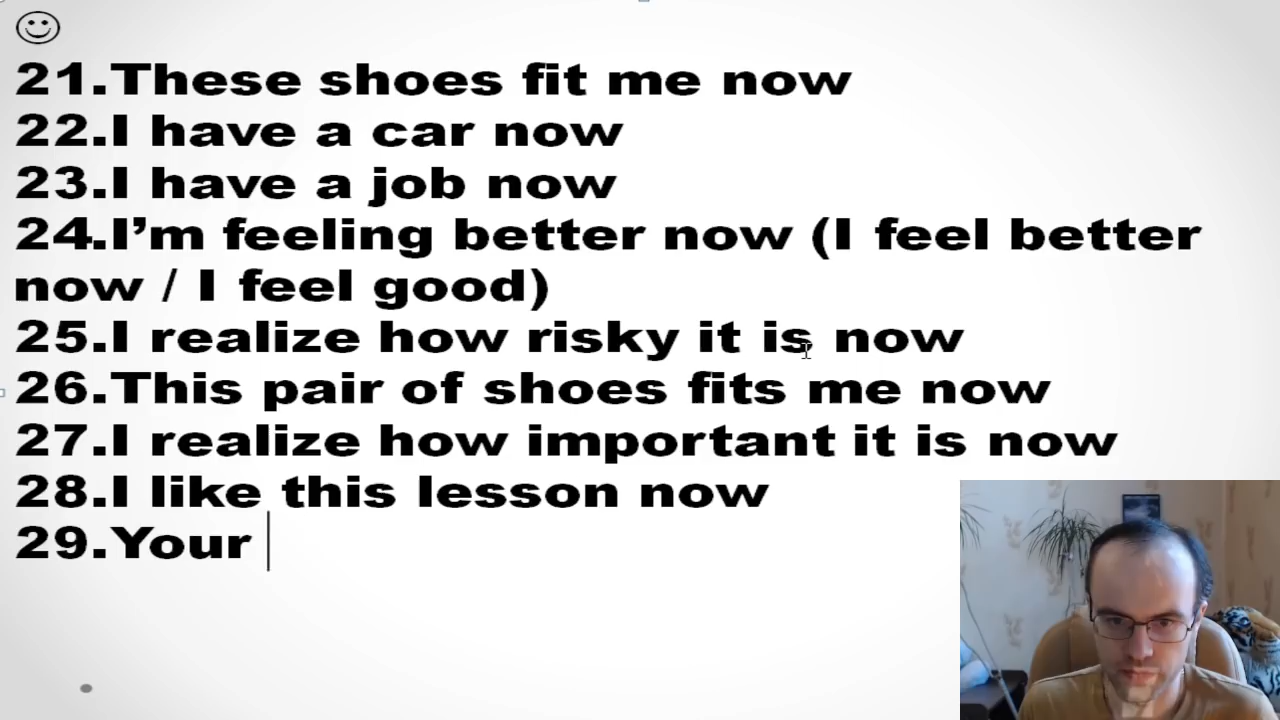 21.These shoes fit me now
22.I have a car now
23.I have a job now
24.I’m feeling better now (I feel better
now / I feel good)
25.I realize how risky it is now
26.This pair of shoes fits me now
27.I realize how important it is now
28.I like this lesson now
29.Your